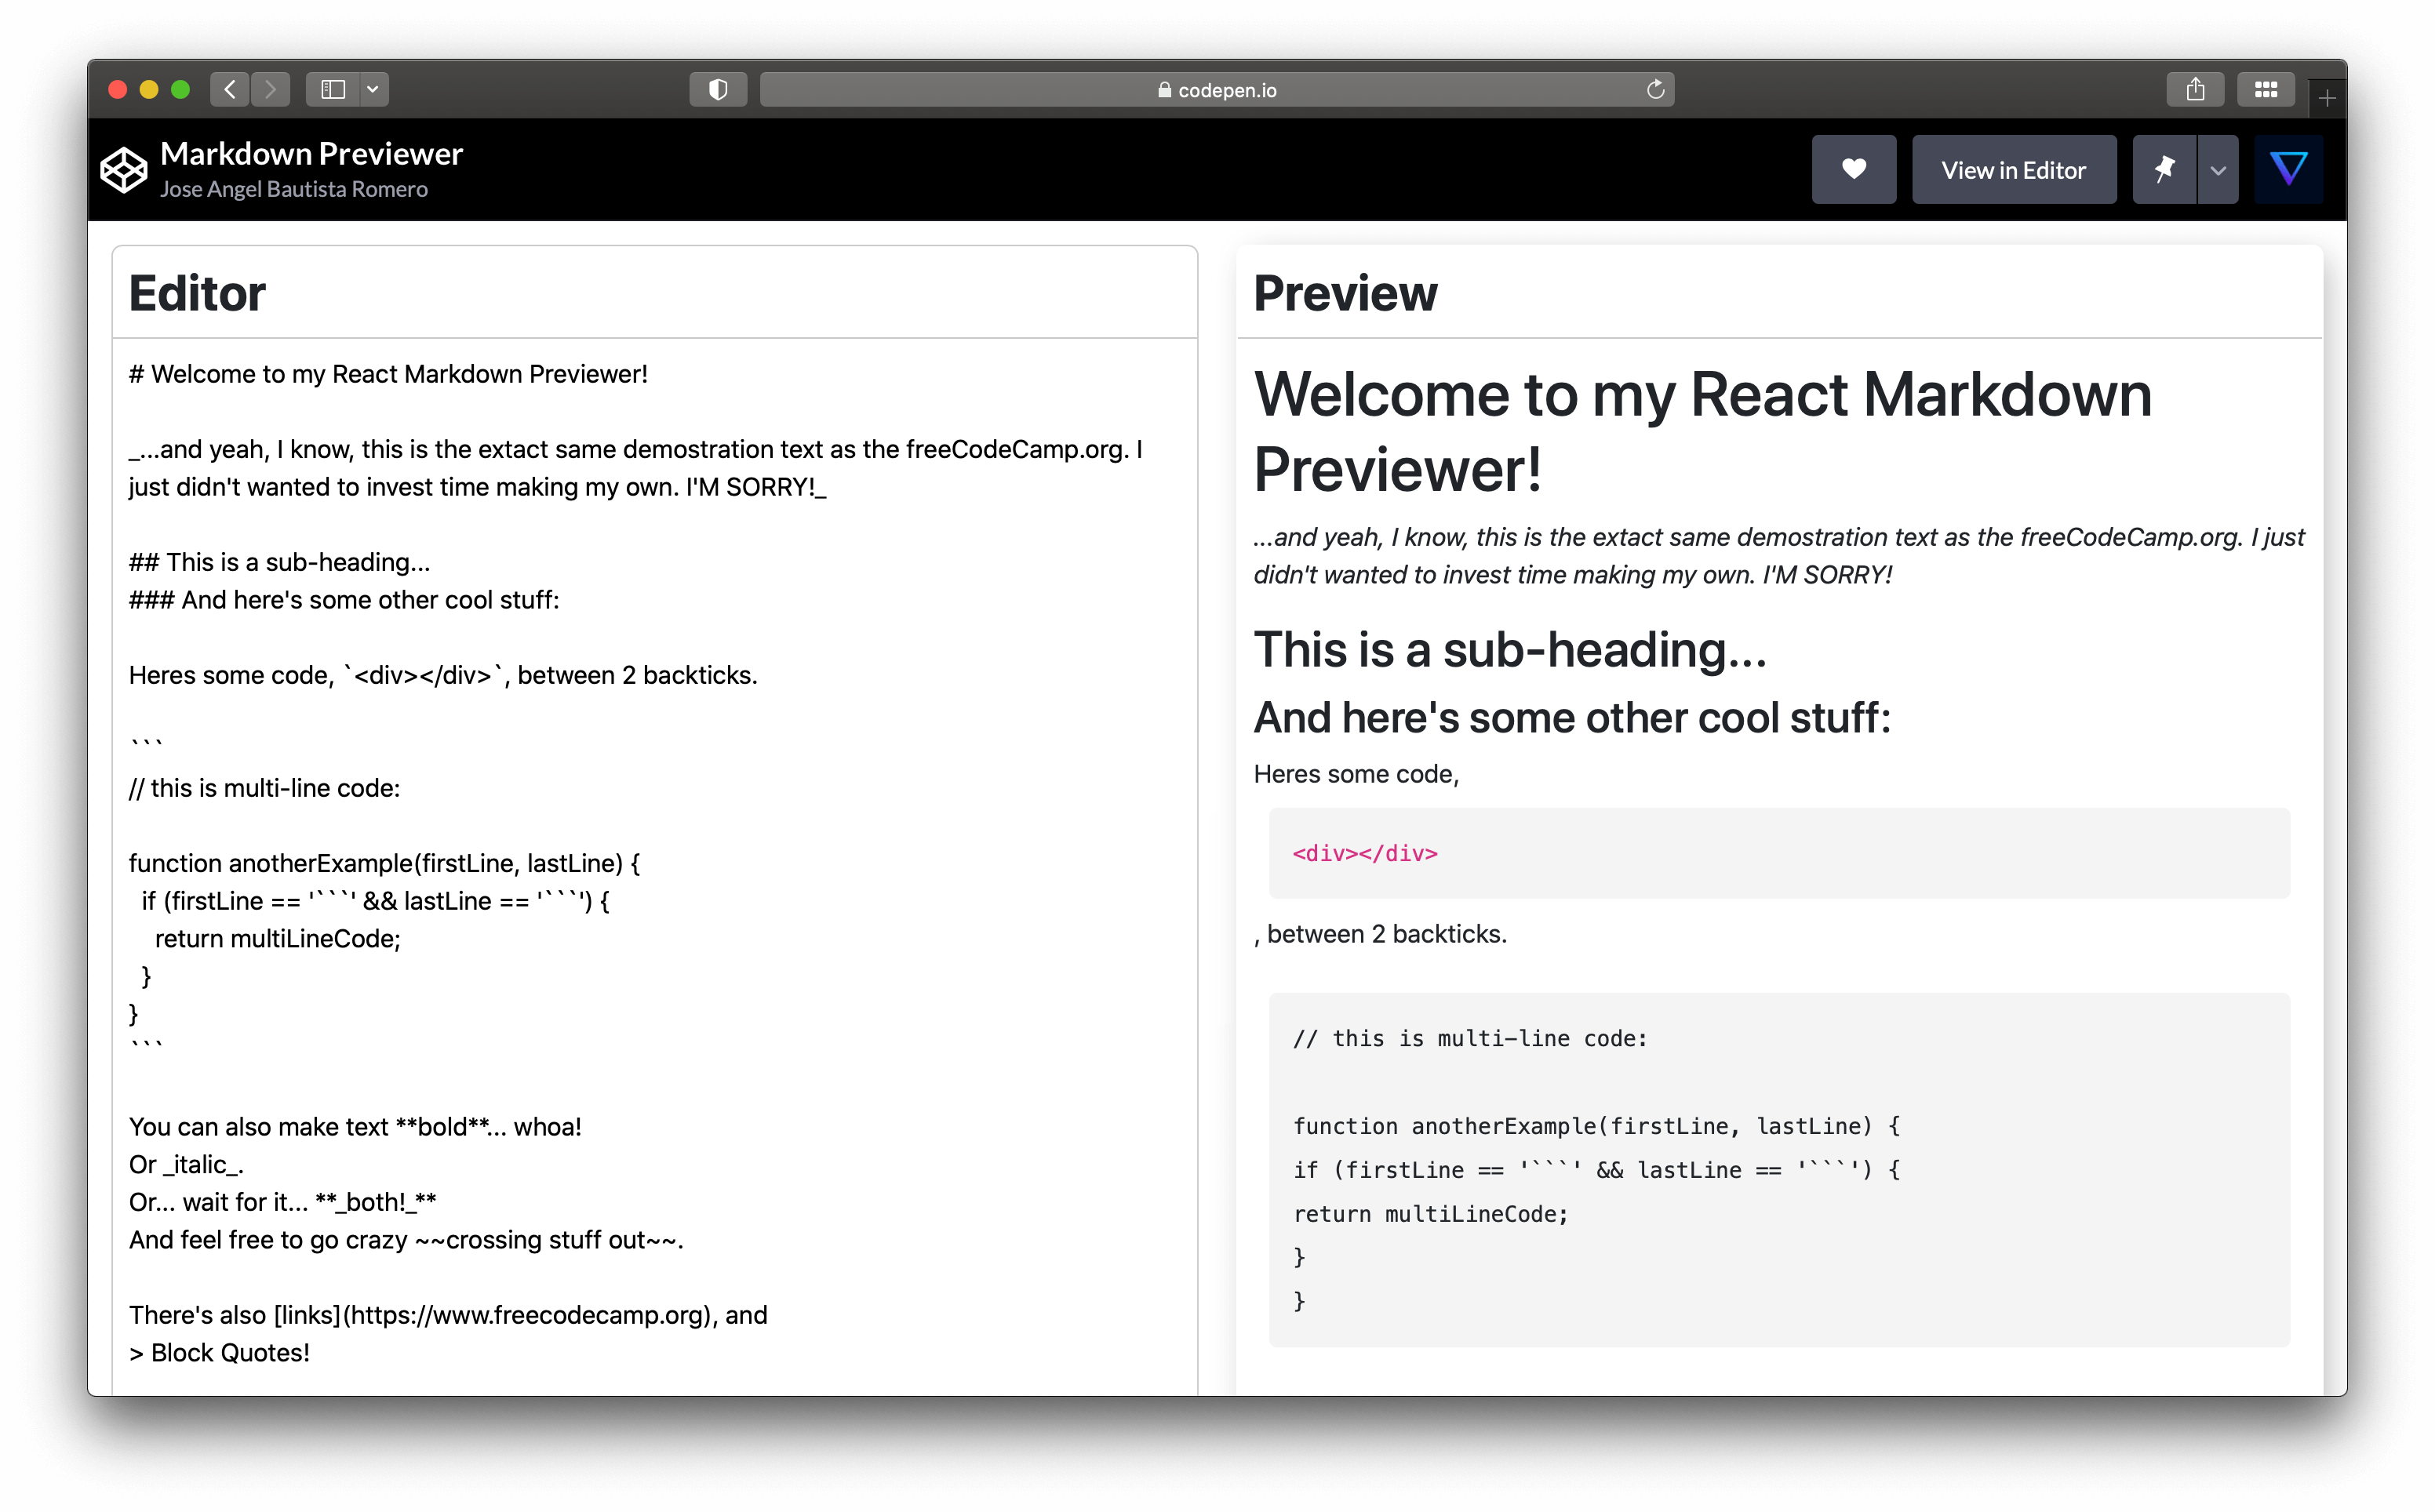 codepen.io
Markdown Previewer
Jose Angel Bautista Romero
View in Editor
Editor
# Welcome to my React Markdown Previewer!
_...and yeah, I know, this is the extact same demostration text as the freeCodeCamp.org. I
just didn't wanted to invest time making my own. I'M SORRY!_
## This is a sub-heading...
### And here's some other cool stuff:
Heres some code, `<div></div>`, between 2 backticks.
```
// this is multi-line code:
function anotherExample(firstLine, lastLine) {
  if (firstLine == '```' && lastLine == '```') {
    return multiLineCode;
  }
}
```
You can also make text **bold**... whoa!
Or _italic_.
Or... wait for it... **_both!_**
And feel free to go crazy ~~crossing stuff out~~.
There's also [links](https://www.freecodecamp.org), and
> Block Quotes!
Preview
Welcome to my React Markdown
Previewer!
...and yeah, I know, this is the extact same demostration text as the freeCodeCamp.org. I just
didn't wanted to invest time making my own. I'M SORRY!
This is a sub-heading...
And here's some other cool stuff:
Heres some code,
<div></div>
, between 2 backticks.
// this is multi-line code:
function anotherExample(firstLine, lastLine) {
if (firstLine == '```' && lastLine == '```') {
return multiLineCode;
}
}